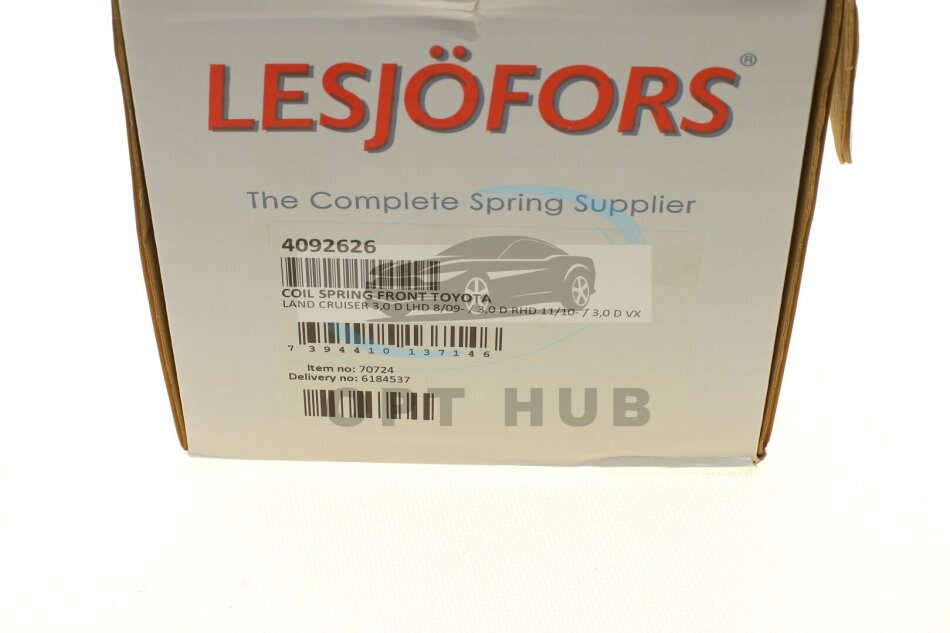 LESJÖFORS®
The Complete Spring Supplier
4092626
COIL SPRING FRONT TOYOTA
LAND CRUISER 3,0 D LHD 8/09- / 3,0 D RHD 11/10- / 3,0 D VX
7 394410 137146
Item no: 70724
Delivery no: 6184537
OPT HUB